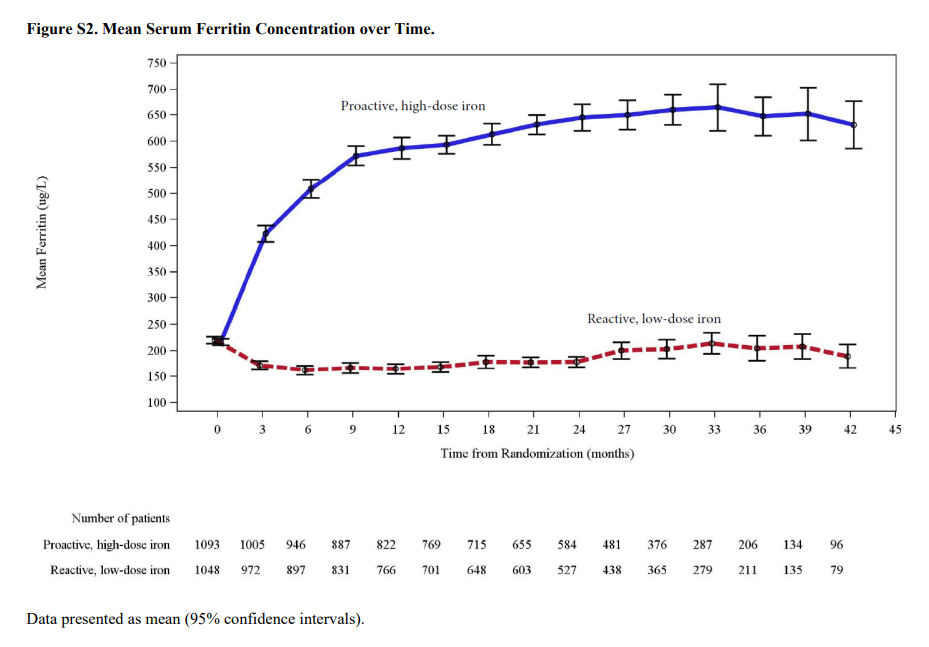 Figure S2. Mean Serum Ferritin Concentration over Time.
750
700
650
600
550
500
450
400
350
300
250
200
150
100
Mean Ferritin (ug/L)
Proactive, high-dose iron
Reactive, low-dose iron
0 3 6 9 12 15 18 21 24 27 30 33 36 39 42 45
Time from Randomization (months)
Number of patients
Proactive, high-dose iron 1093 1005 946 887 822 769 715 655 584 481 376 287 206 134 96
Reactive, low-dose iron 1048 972 897 831 766 701 648 603 527 438 365 279 211 135 79
Data presented as mean (95% confidence intervals).